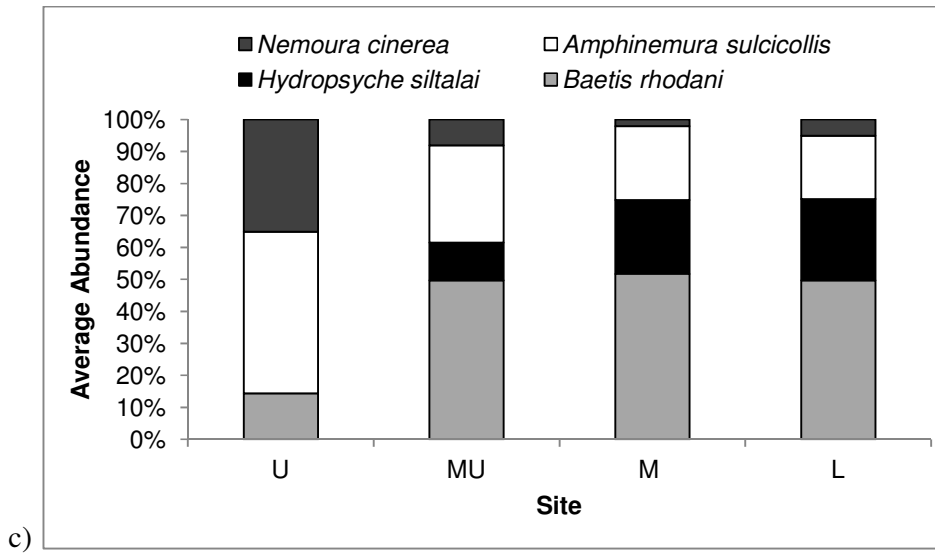 Nemoura cinerea Amphinemura sulcicollis
Hydropsyche siltalai Baetis rhodani
100%
90%
80%
70%
60%
50%
40%
30%
20%
10%
0%
Average Abundance
U MU M L
Site
c)